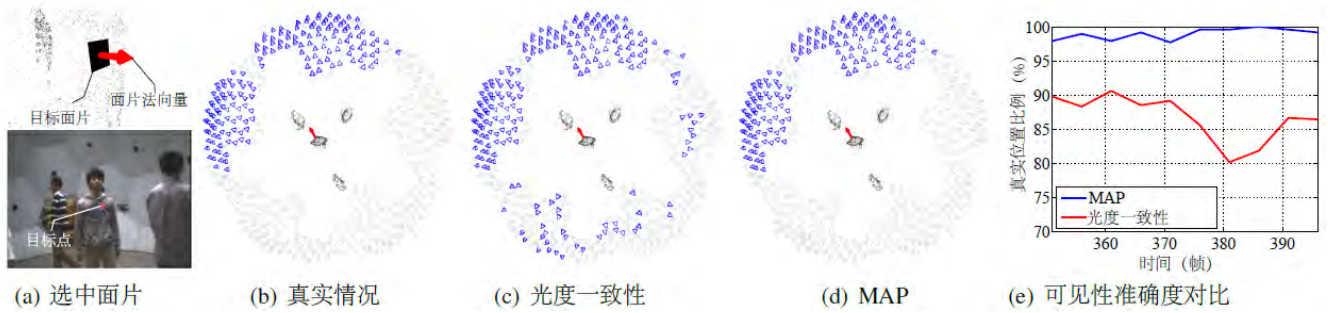 面片法向量
目标面片
目标点
(a) 选中面片
(b) 真实情况
(c) 光度一致性
(d) MAP
真实位置比例 (%)
100
95
90
85
80
75
70
MAP
光度一致性
360
370
380
390
时间 (帧)
(e) 可见性准确度对比